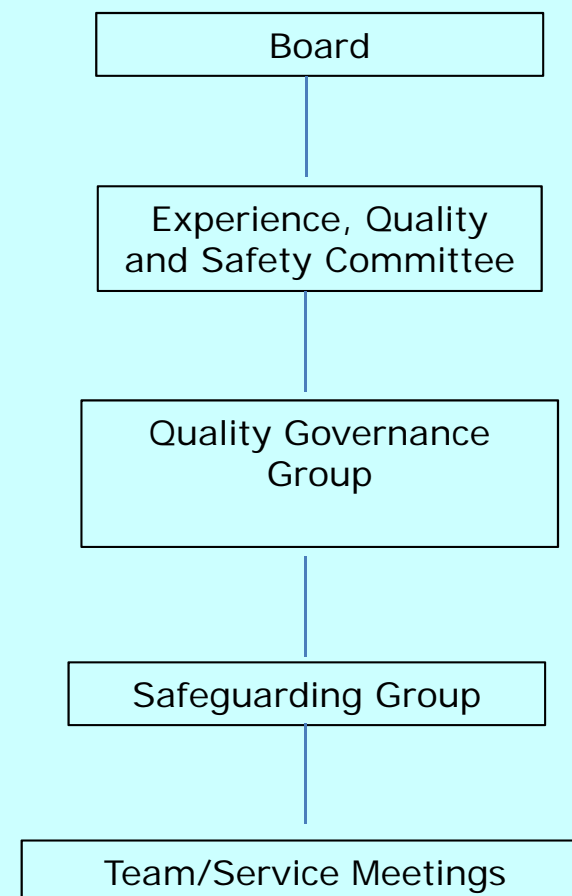 Board
Experience, Quality
and Safety Committee
Quality Governance
Group
Safeguarding Group
Team/Service Meetings